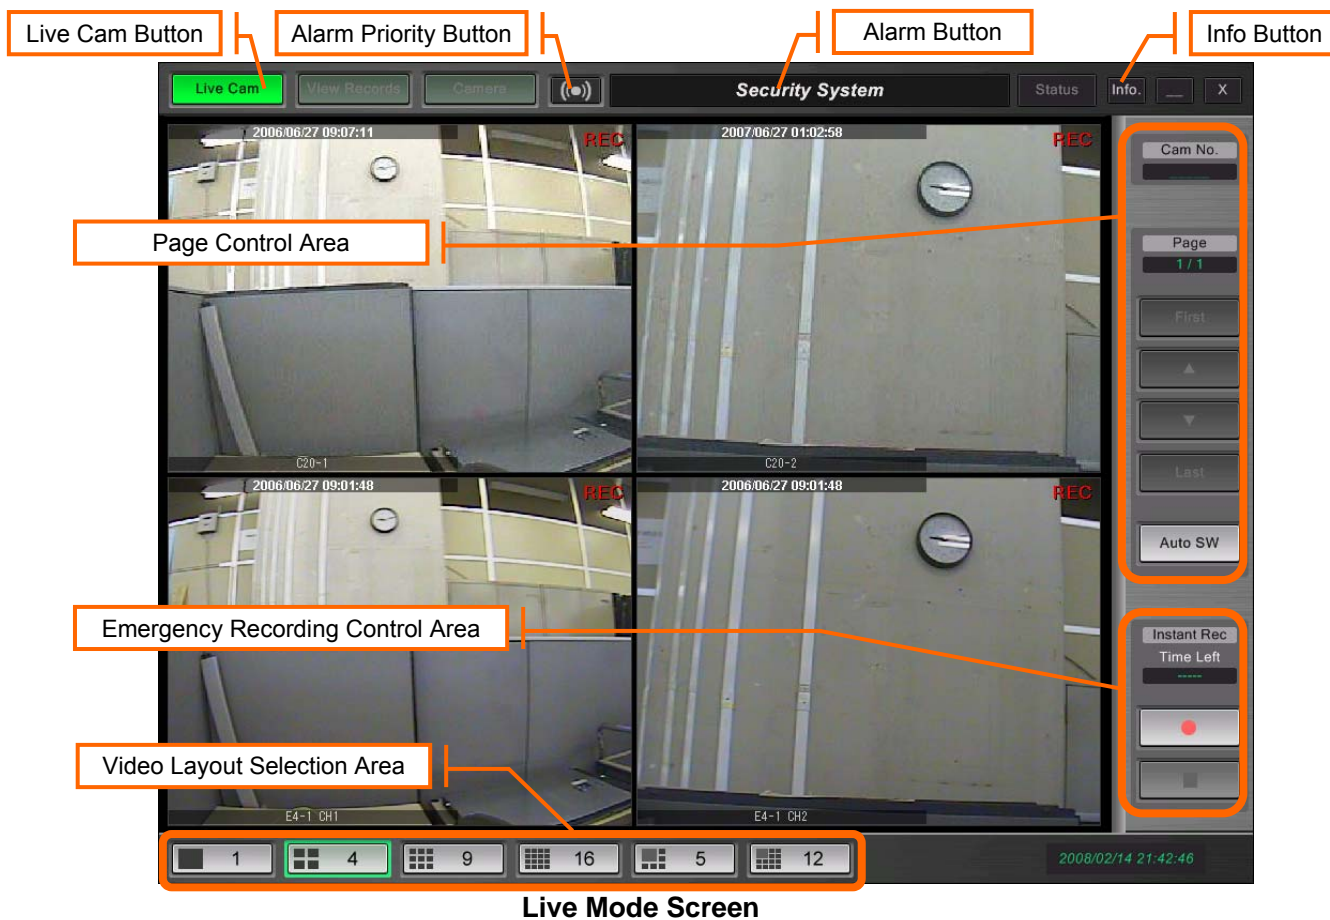 Live Cam Button
Alarm Priority Button
Alarm Button
Info Button
Live Cam
View Records
Camera
((●))
Security System
Status
Info.
__
X
2006/06/27 09:07:11
REC
2007/06/27 01:02:58
REC
Cam No.
-----
Page Control Area
Page
1 / 1
First
▲
▼
Last
Auto SW
C20-1
C20-2
2006/06/27 09:01:48
REC
2006/06/27 09:01:48
REC
Emergency Recording Control Area
Instant Rec
Time Left
-----
Video Layout Selection Area
E4-1 CH1
E4-1 CH2
1
4
9
16
5
12
2008/02/14 21:42:46
Live Mode Screen